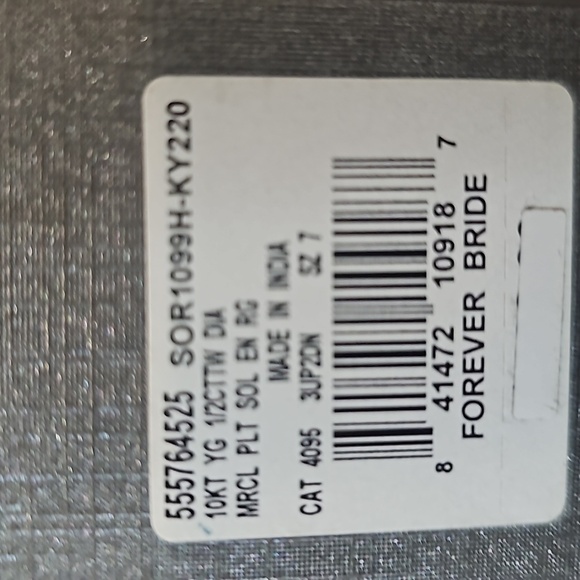 555764525 SOR1099H-KY220
10KT YG 1/2CTTW DIA
MRCL PLT SOL EN RG
MADE IN INDIA
CAT 4095 3UP2DN SZ 7
8 41472 10918 7
FOREVER BRIDE